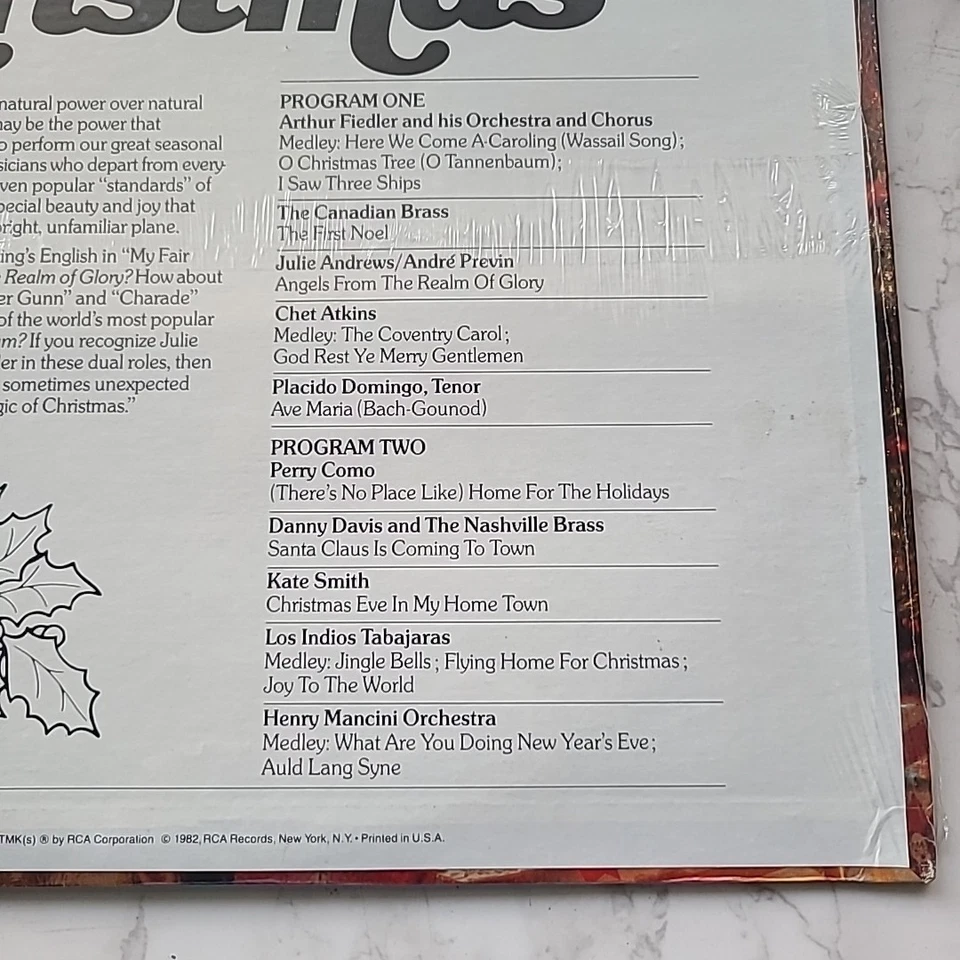 natural power over natural
may be the power that
perform our great seasonal
sicians who depart from every-
ven popular “standards” of
pecial beauty and joy that
bright, unfamiliar plane.
ing's English in “My Fair
Realm of Glory? How about
er Gunn” and “Charade”
of the world's most popular
m? If you recognize Julie
er in these dual roles, then
sometimes unexpected
gic of Christmas.”
PROGRAM ONE
Arthur Fiedler and his Orchestra and Chorus
Medley: Here We Come A-Caroling (Wassail Song);
O Christmas Tree (O Tannenbaum);
I Saw Three Ships
The Canadian Brass
The First Noel
Julie Andrews/André Previn
Angels From The Realm Of Glory
Chet Atkins
Medley: The Coventry Carol;
God Rest Ye Merry Gentlemen
Placido Domingo, Tenor
Ave Maria (Bach-Gounod)
PROGRAM TWO
Perry Como
(There's No Place Like) Home For The Holidays
Danny Davis and The Nashville Brass
Santa Claus Is Coming To Town
Kate Smith
Christmas Eve In My Home Town
Los Indios Tabajaras
Medley: Jingle Bells; Flying Home For Christmas;
Joy To The World
Henry Mancini Orchestra
Medley: What Are You Doing New Year's Eve;
Auld Lang Syne
TMK(s) ® by RCA Corporation © 1982, RCA Records, New York, N.Y. • Printed in U.S.A.